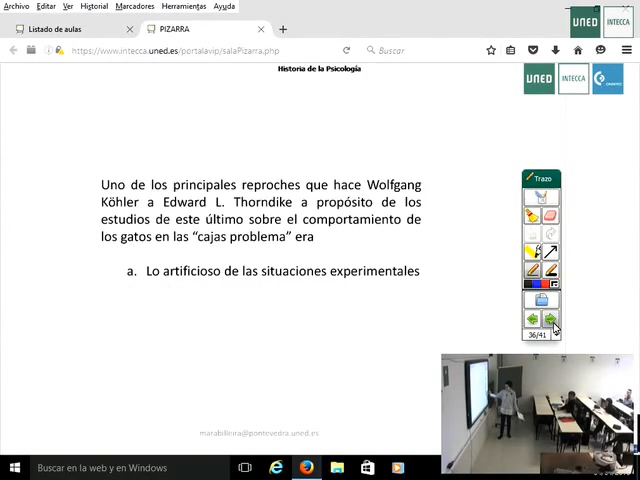 Archivo Editar Ver Historial Marcadores Herramientas Ayuda
Listado de aulas
PIZARRA
https://www.intecca.uned.es/portalavip/salaPizarra.php
Buscar
UNED
INTECCA
Historia de la Psicología
UNED
INTECCA
Trazo
Uno de los principales reproches que hace Wolfgang
Köhler a Edward L. Thorndike a propósito de los
estudios de este último sobre el comportamiento de
los gatos en las “cajas problema” era
a. Lo artificioso de las situaciones experimentales
36/41
marabilleira@pontevedra.uned.es
Buscar en la web y en Windows